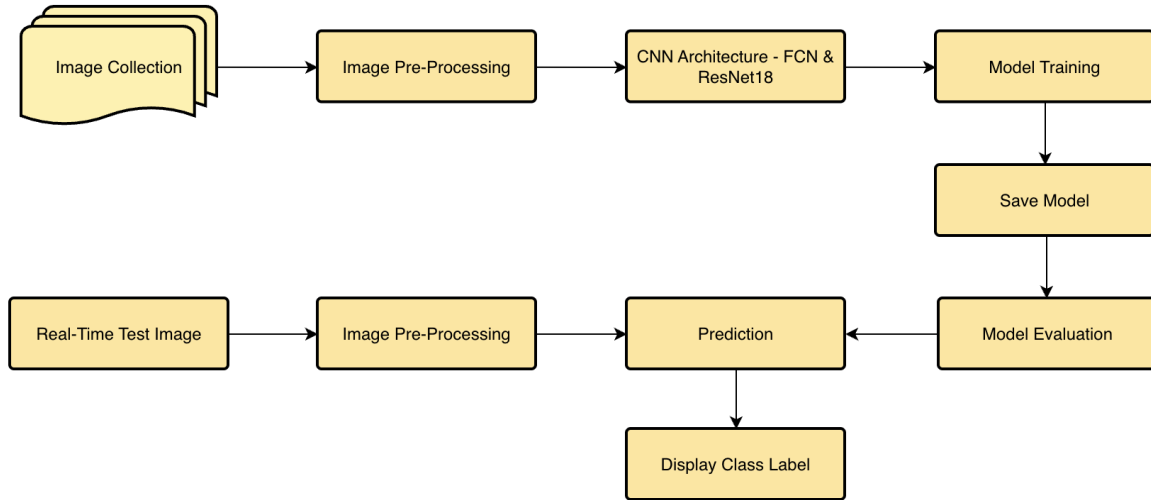 Image Collection
Image Pre-Processing
CNN Architecture - FCN &
ResNet18
Model Training
Save Model
Real-Time Test Image
Image Pre-Processing
Prediction
Model Evaluation
Display Class Label